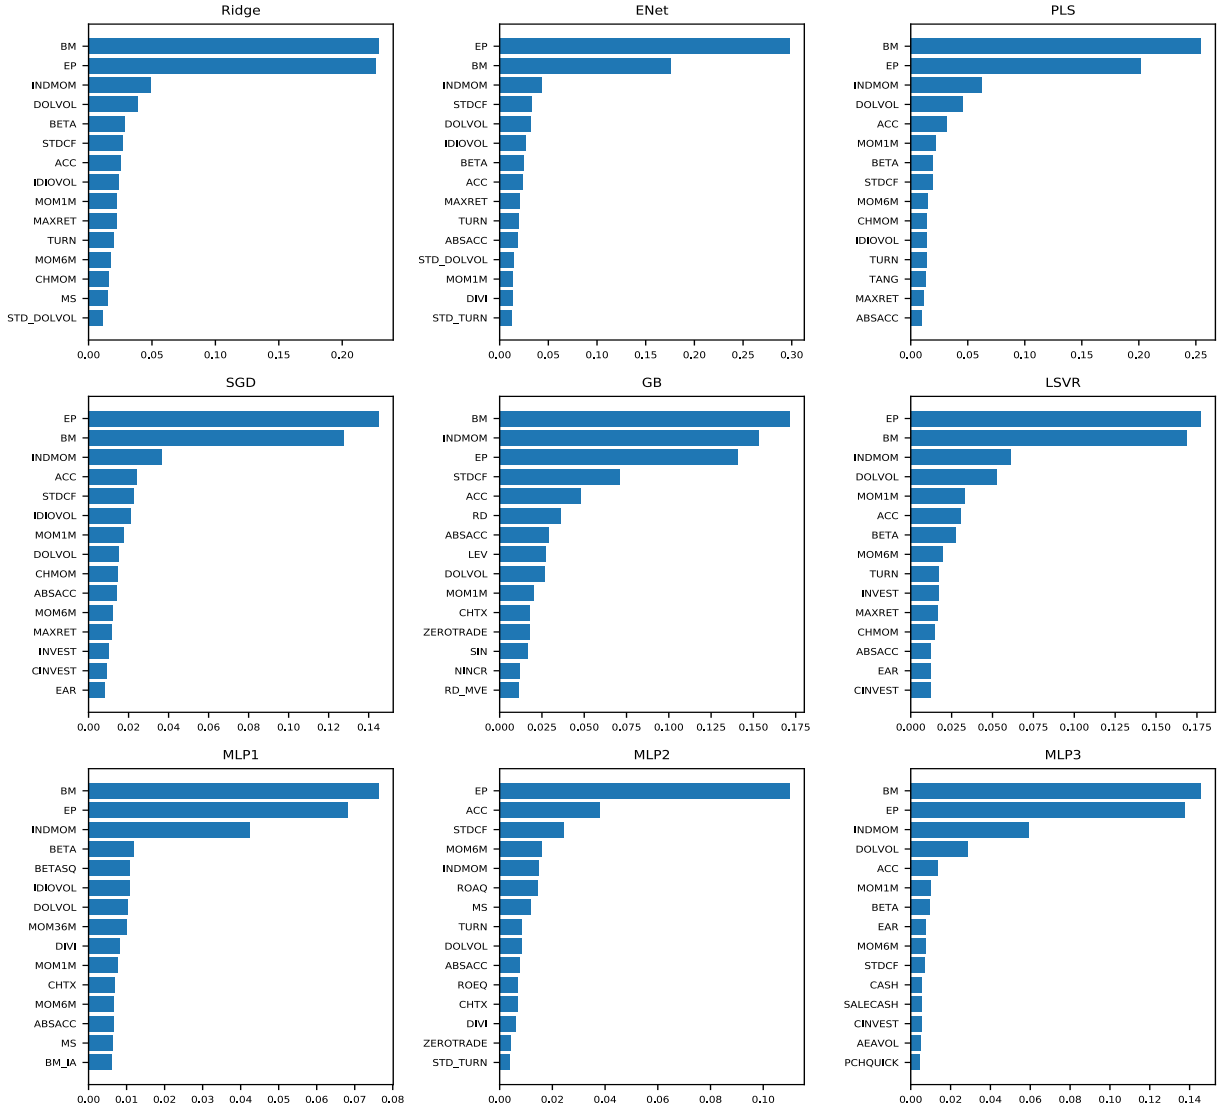 Ridge
BM
EP
INDMOM
DOLVOL
BETA
STDCF
ACC
IDIOVOL
MOM1M
MAXRET
TURN
MOM6M
CHMOM
MS
STD_DOLVOL
0.00 0.05 0.10 0.15 0.20
ENet
EP
BM
INDMOM
STDCF
DOLVOL
IDIOVOL
BETA
ACC
MAXRET
TURN
ABSACC
STD_DOLVOL
MOM1M
DIVI
STD_TURN
0.00 0.05 0.10 0.15 0.20 0.25 0.30
PLS
BM
EP
INDMOM
DOLVOL
ACC
MOM1M
BETA
STDCF
MOM6M
CHMOM
IDIOVOL
TURN
TANG
MAXRET
ABSACC
0.00 0.05 0.10 0.15 0.20 0.25
SGD
EP
BM
INDMOM
ACC
STDCF
IDIOVOL
MOM1M
DOLVOL
CHMOM
ABSACC
MOM6M
MAXRET
INVEST
CINVEST
EAR
0.00 0.02 0.04 0.06 0.08 0.10 0.12 0.14
GB
BM
INDMOM
EP
STDCF
ACC
RD
ABSACC
LEV
DOLVOL
MOM1M
CHTX
ZEROTRADE
SIN
NINCR
RD_MVE
0.000 0.025 0.050 0.075 0.100 0.125 0.150 0.175
LSVR
EP
BM
INDMOM
DOLVOL
MOM1M
ACC
BETA
MOM6M
TURN
INVEST
MAXRET
CHMOM
ABSACC
EAR
CINVEST
0.000 0.025 0.050 0.075 0.100 0.125 0.150 0.175
MLP1
BM
EP
INDMOM
BETA
BETASQ
IDIOVOL
DOLVOL
MOM36M
DIVI
MOM1M
CHTX
MOM6M
ABSACC
MS
BM_IA
0.00 0.01 0.02 0.03 0.04 0.05 0.06 0.07 0.08
MLP2
EP
ACC
STDCF
MOM6M
INDMOM
ROAQ
MS
TURN
DOLVOL
ABSACC
ROEQ
CHTX
DIVI
ZEROTRADE
STD_TURN
0.00 0.02 0.04 0.06 0.08 0.10
MLP3
BM
EP
INDMOM
DOLVOL
ACC
MOM1M
BETA
EAR
MOM6M
STDCF
CASH
SALECASH
CINVEST
AEAVOL
PCHQUICK
0.00 0.02 0.04 0.06 0.08 0.10 0.12 0.14